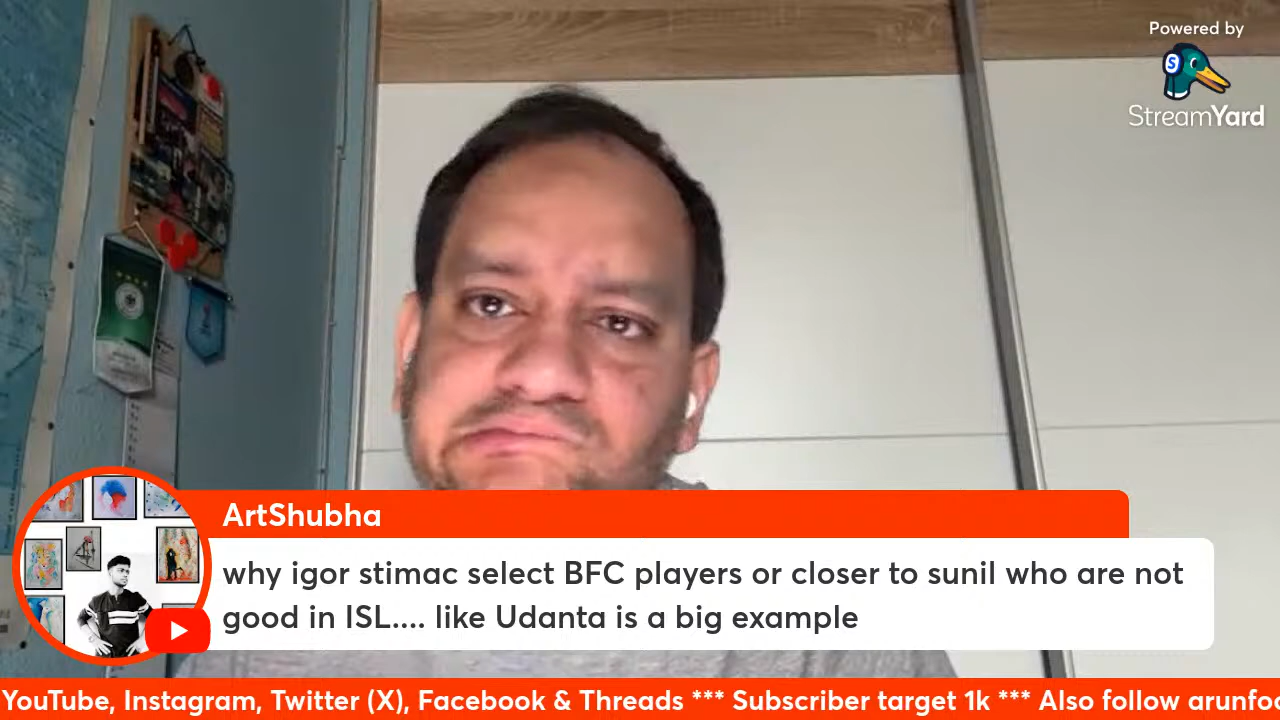 Powered by
S
StreamYard
ArtShubha
why igor stimac select BFC players or closer to sunil who are not
good in ISL.... like Udanta is a big example
YouTube, Instagram, Twitter (X), Facebook & Threads *** Subscriber target 1k *** Also follow arunfoo